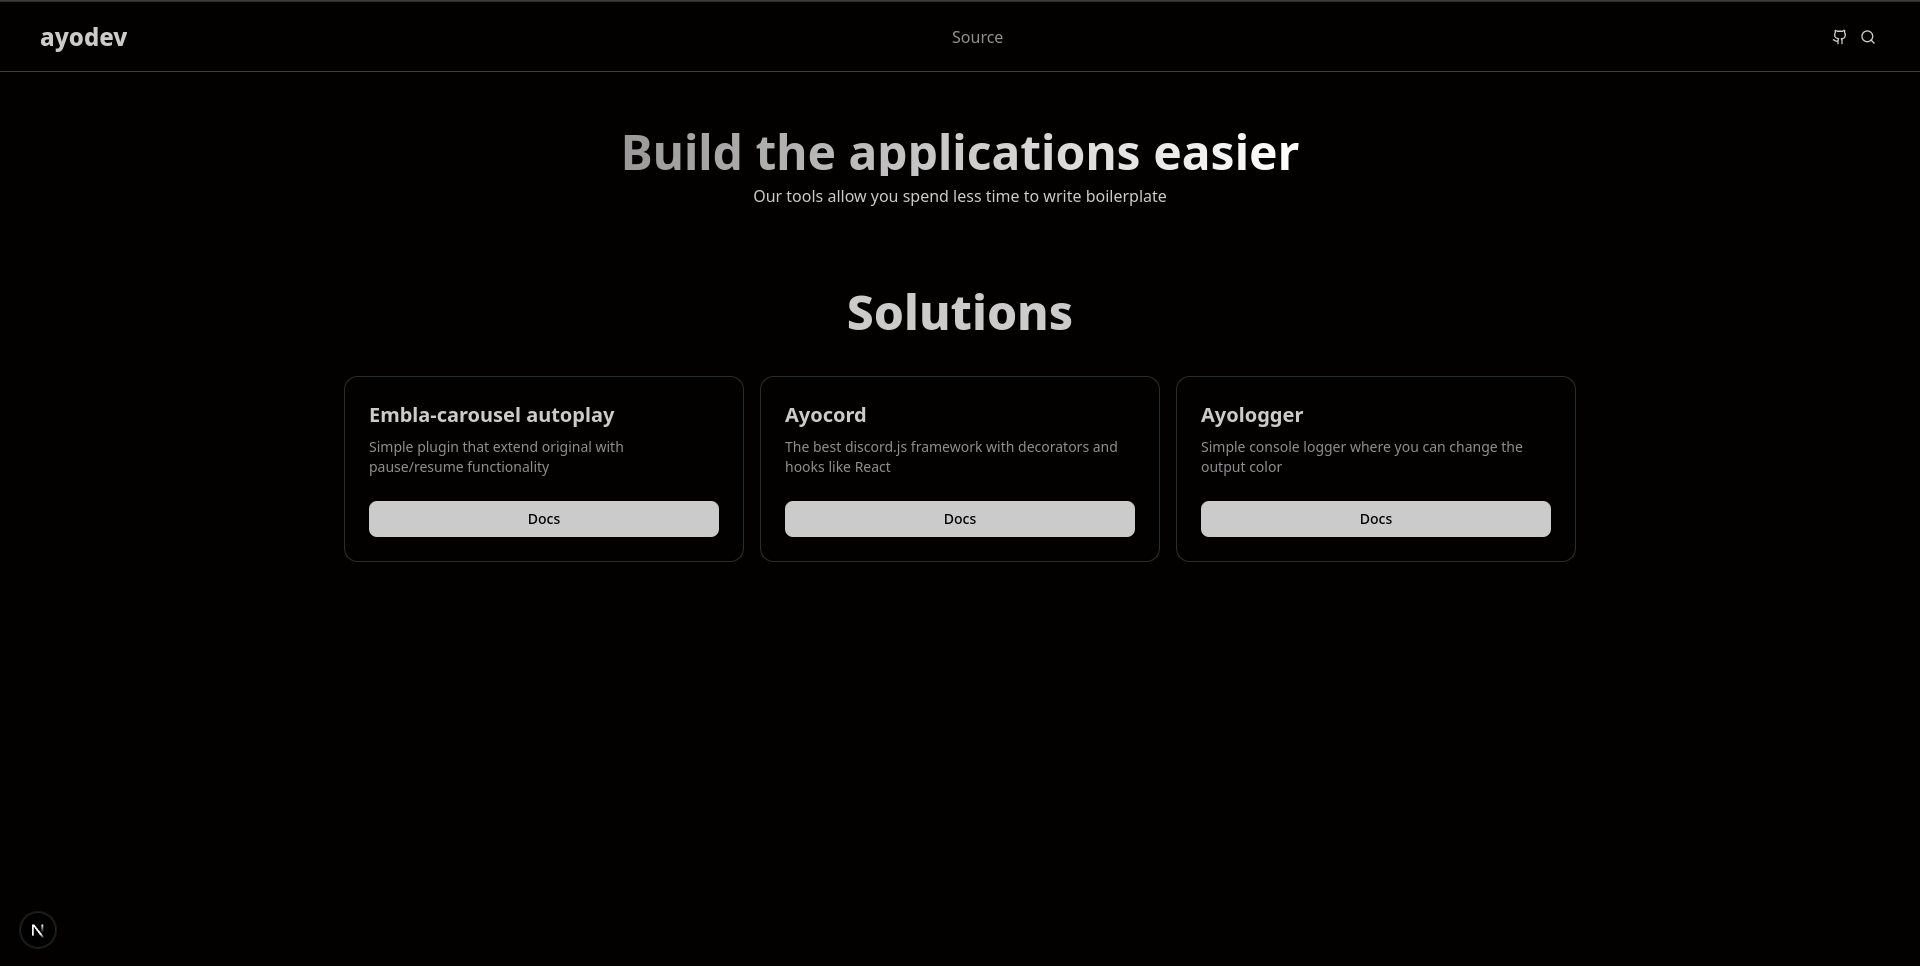 ayodev
Source
Build the applications easier
Our tools allow you spend less time to write boilerplate
Solutions
Embla-carousel autoplay
Simple plugin that extend original with
pause/resume functionality
Docs
Ayocord
The best discord.js framework with decorators and
hooks like React
Docs
Ayologger
Simple console logger where you can change the
output color
Docs
N